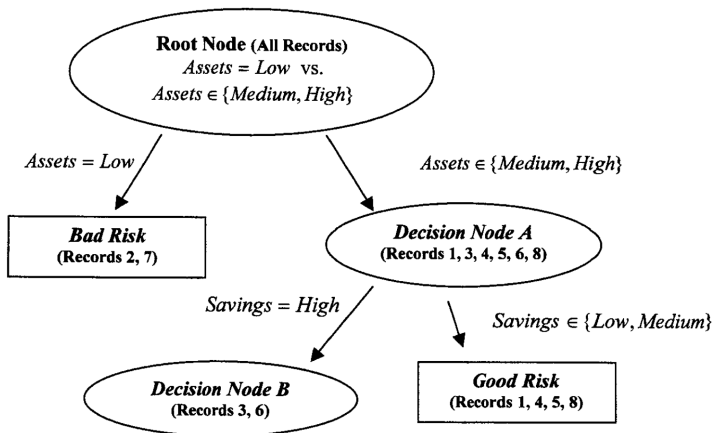 Root Node (All Records)
Assets = Low vs.
Assets ∈ {Medium, High}
Assets = Low
Assets ∈ {Medium, High}
Bad Risk
(Records 2, 7)
Decision Node A
(Records 1, 3, 4, 5, 6, 8)
Savings = High
Savings ∈ {Low, Medium}
Decision Node B
(Records 3, 6)
Good Risk
(Records 1, 4, 5, 8)